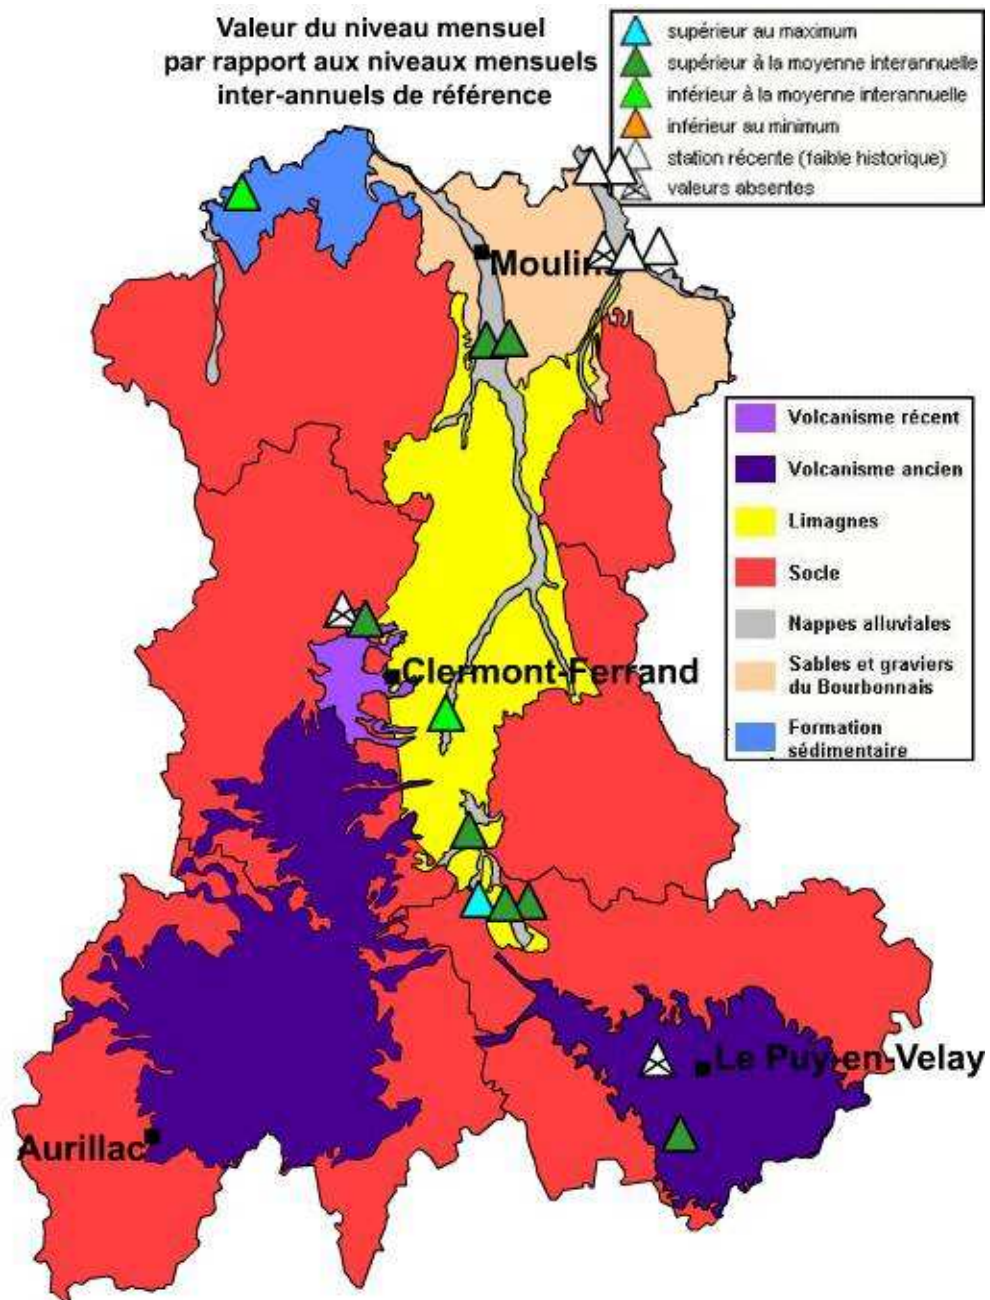 Valeur du niveau mensuel
par rapport aux niveaux mensuels
inter-annuels de référence
supérieur au maximum
supérieur à la moyenne interannuelle
inférieur à la moyenne interannuelle
inférieur au minimum
station récente (faible historique)
valeurs absentes
Moulins
Volcanisme récent
Volcanisme ancien
Limagnes
Socle
Nappes alluviales
Sables et graviers
du Bourbonnais
Formation
sédimentaire
Clermont-Ferrand
Le Puy-en-Velay
Aurillac